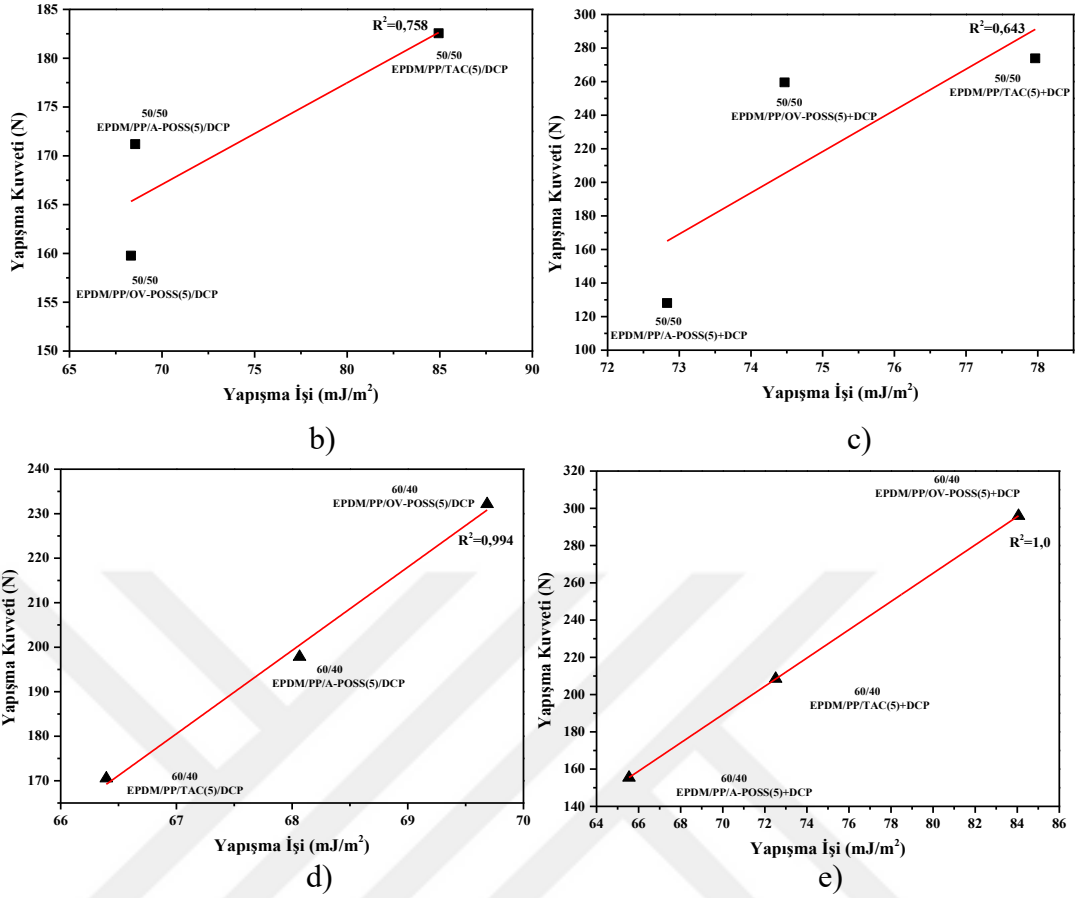 185
180
175
170
165
160
155
150
65
70
75
80
85
90
Yapışma Kuvveti (N)
Yapışma İşi (mJ/m²)
R²=0,758
50/50
EPDM/PP/TAC(5)/DCP
50/50
EPDM/PP/A-POSS(5)/DCP
50/50
EPDM/PP/OV-POSS(5)/DCP
b)
300
280
260
240
220
200
180
160
140
120
100
72
73
74
75
76
77
78
Yapışma Kuvveti (N)
Yapışma İşi (mJ/m²)
R²=0,643
50/50
EPDM/PP/TAC(5)+DCP
50/50
EPDM/PP/OV-POSS(5)+DCP
50/50
EPDM/PP/A-POSS(5)+DCP
c)
240
230
220
210
200
190
180
170
66
67
68
69
70
Yapışma Kuvveti (N)
Yapışma İşi (mJ/m²)
60/40
EPDM/PP/OV-POSS(5)/DCP
R²=0,994
60/40
EPDM/PP/A-POSS(5)/DCP
60/40
EPDM/PP/TAC(5)/DCP
d)
320
300
280
260
240
220
200
180
160
140
64
66
68
70
72
74
76
78
80
82
84
86
Yapışma Kuvveti (N)
Yapışma İşi (mJ/m²)
60/40
EPDM/PP/OV-POSS(5)+DCP
R²=1,0
60/40
EPDM/PP/TAC(5)+DCP
60/40
EPDM/PP/A-POSS(5)+DCP
e)